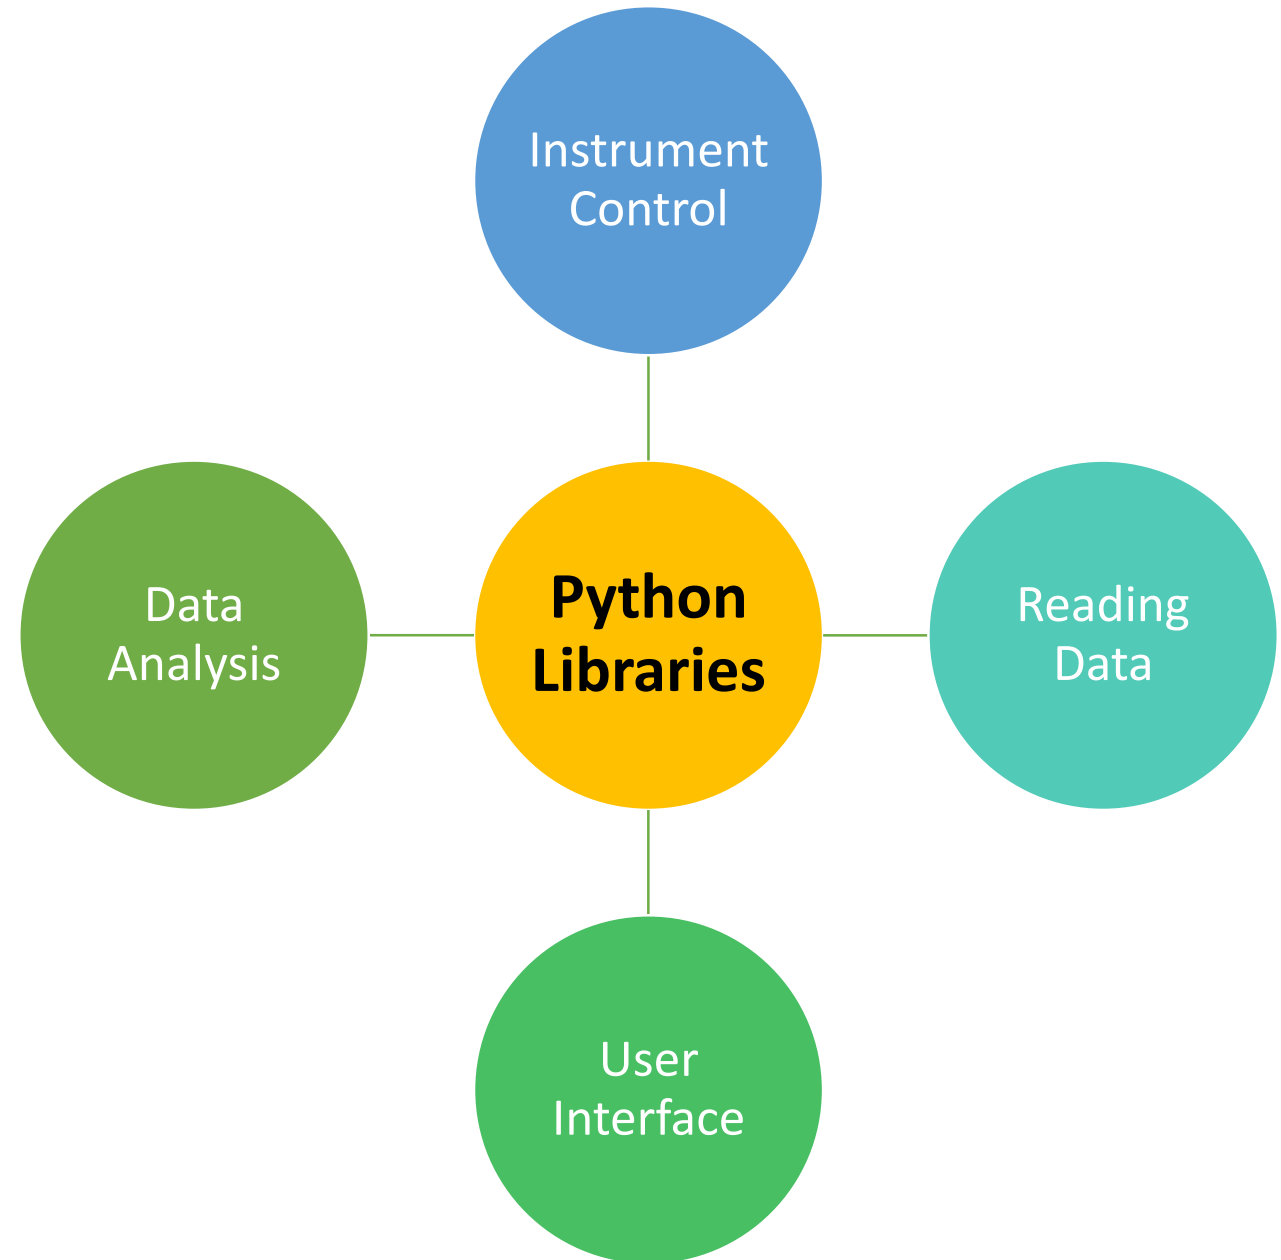 Instrument
Control
Data
Analysis
Python
Libraries
Reading
Data
User
Interface